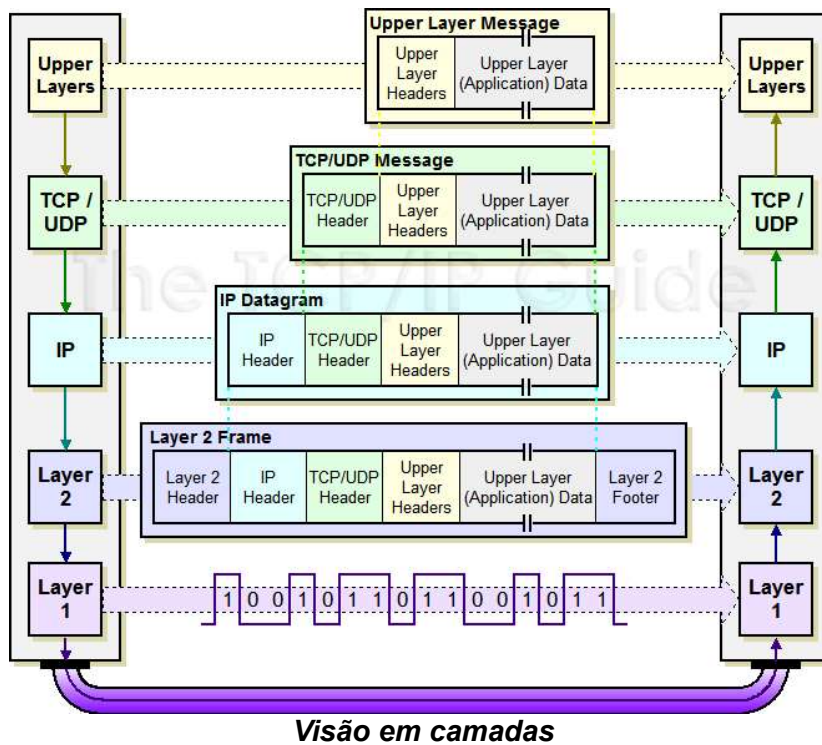 Upper Layer Message
Upper
Layers
Upper
Layer
Headers
Upper Layer
(Application) Data
Upper
Layers
TCP/UDP Message
TCP /
UDP
TCP/UDP
Header
Upper
Layer
Headers
Upper Layer
(Application) Data
TCP /
UDP
The TCP/IP Guide
IP Datagram
IP
IP
Header
TCP/UDP
Header
Upper
Layer
Headers
Upper Layer
(Application) Data
IP
Layer 2 Frame
Layer
2
Layer 2
Header
IP
Header
TCP/UDP
Header
Upper
Layer
Headers
Upper Layer
(Application) Data
Layer 2
Footer
Layer
2
Layer
1
1 0 0 1 0 1 1 0 1 1 0 0 1 0 1 1
Layer
1
Visão em camadas